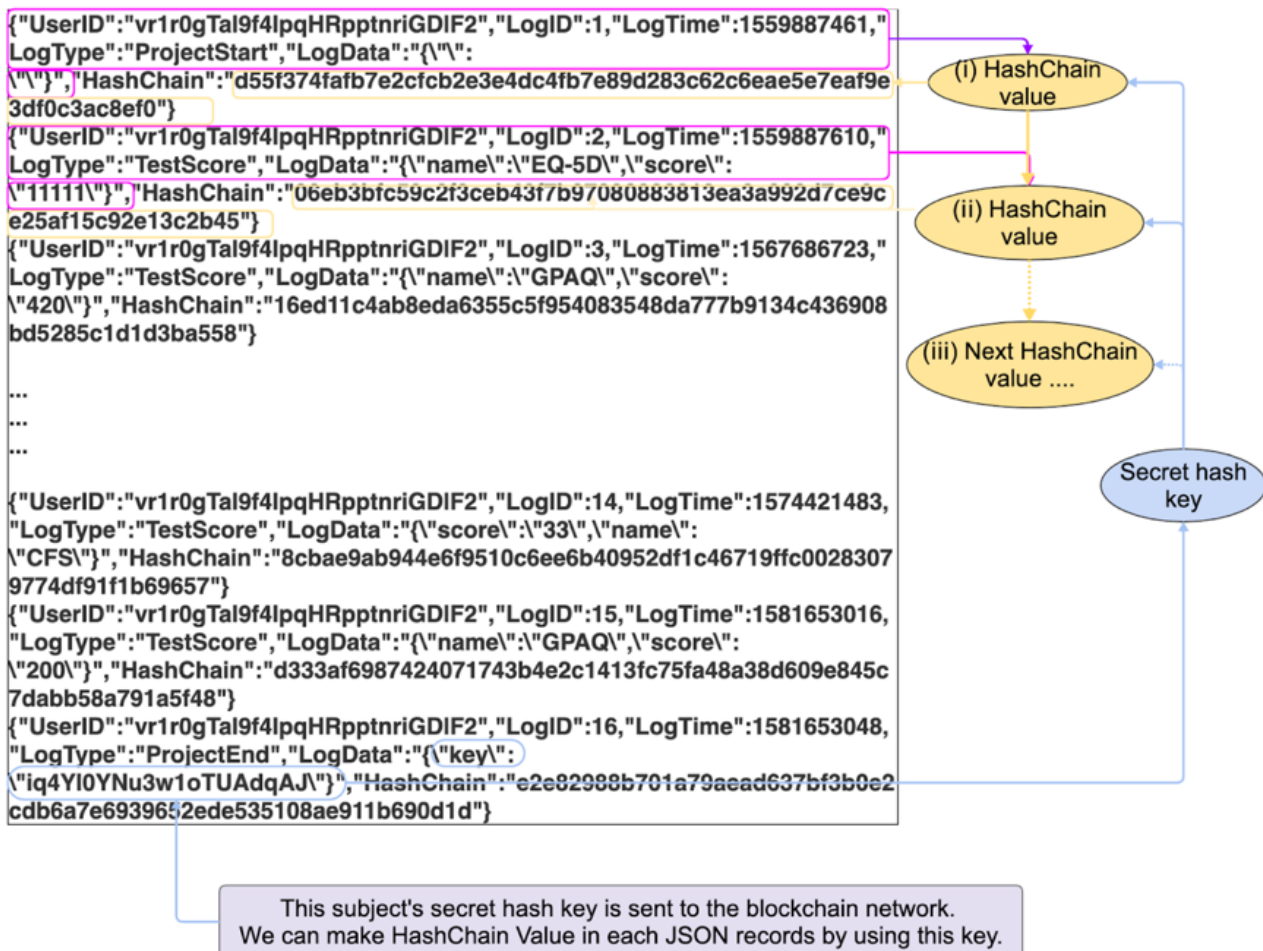 {"UserID":"vr1r0gTal9f4lpqHRpptnriGDlF2","LogID":1,"LogTime":1559887461,"
LogType":"ProjectStart","LogData":"{\"\":
\"\"}","HashChain":"d55f374fafb7e2cfcb2e3e4dc4fb7e89d283c62c6eae5e7eaf9e
3df0c3ac8ef0"}
{"UserID":"vr1r0gTal9f4lpqHRpptnriGDlF2","LogID":2,"LogTime":1559887610,"
LogType":"TestScore","LogData":"{\"name\":\"EQ-5D\",\"score\":
\"11111\"}","HashChain":"06eb3bfc59c2f3ceb43f7b97080883813ea3a992d7ce9c
e25af15c92e13c2b45"}
{"UserID":"vr1r0gTal9f4lpqHRpptnriGDlF2","LogID":3,"LogTime":1567686723,"
LogType":"TestScore","LogData":"{\"name\":\"GPAQ\",\"score\":
\"420\"}","HashChain":"16ed11c4ab8eda6355c5f954083548da777b9134c436908
bd5285c1d1d3ba558"}
...
...
...
{"UserID":"vr1r0gTal9f4lpqHRpptnriGDlF2","LogID":14,"LogTime":1574421483,
"LogType":"TestScore","LogData":"{\"score\":\"33\",\"name\":
\"CFS\"}","HashChain":"8cbae9ab944e6f9510c6ee6b40952df1c46719ffc0028307
9774df91f1b69657"}
{"UserID":"vr1r0gTal9f4lpqHRpptnriGDlF2","LogID":15,"LogTime":1581653016,
"LogType":"TestScore","LogData":"{\"name\":\"GPAQ\",\"score\":
\"200\"}","HashChain":"d333af6987424071743b4e2c1413fc75fa48a38d609e845c
7dabb58a791a5f48"}
{"UserID":"vr1r0gTal9f4lpqHRpptnriGDlF2","LogID":16,"LogTime":1581653048,
"LogType":"ProjectEnd","LogData":"{\"key\":
\"iq4Yl0YNu3w1oTUAdqAJ\"}","HashChain":"e2e82988b701a79aead637bf3b0e2
cdb6a7e6939652ede535108ae911b690d1d"}
(i) HashChain
value
(ii) HashChain
value
(iii) Next HashChain
value ....
Secret hash
key
This subject's secret hash key is sent to the blockchain network.
We can make HashChain Value in each JSON records by using this key.